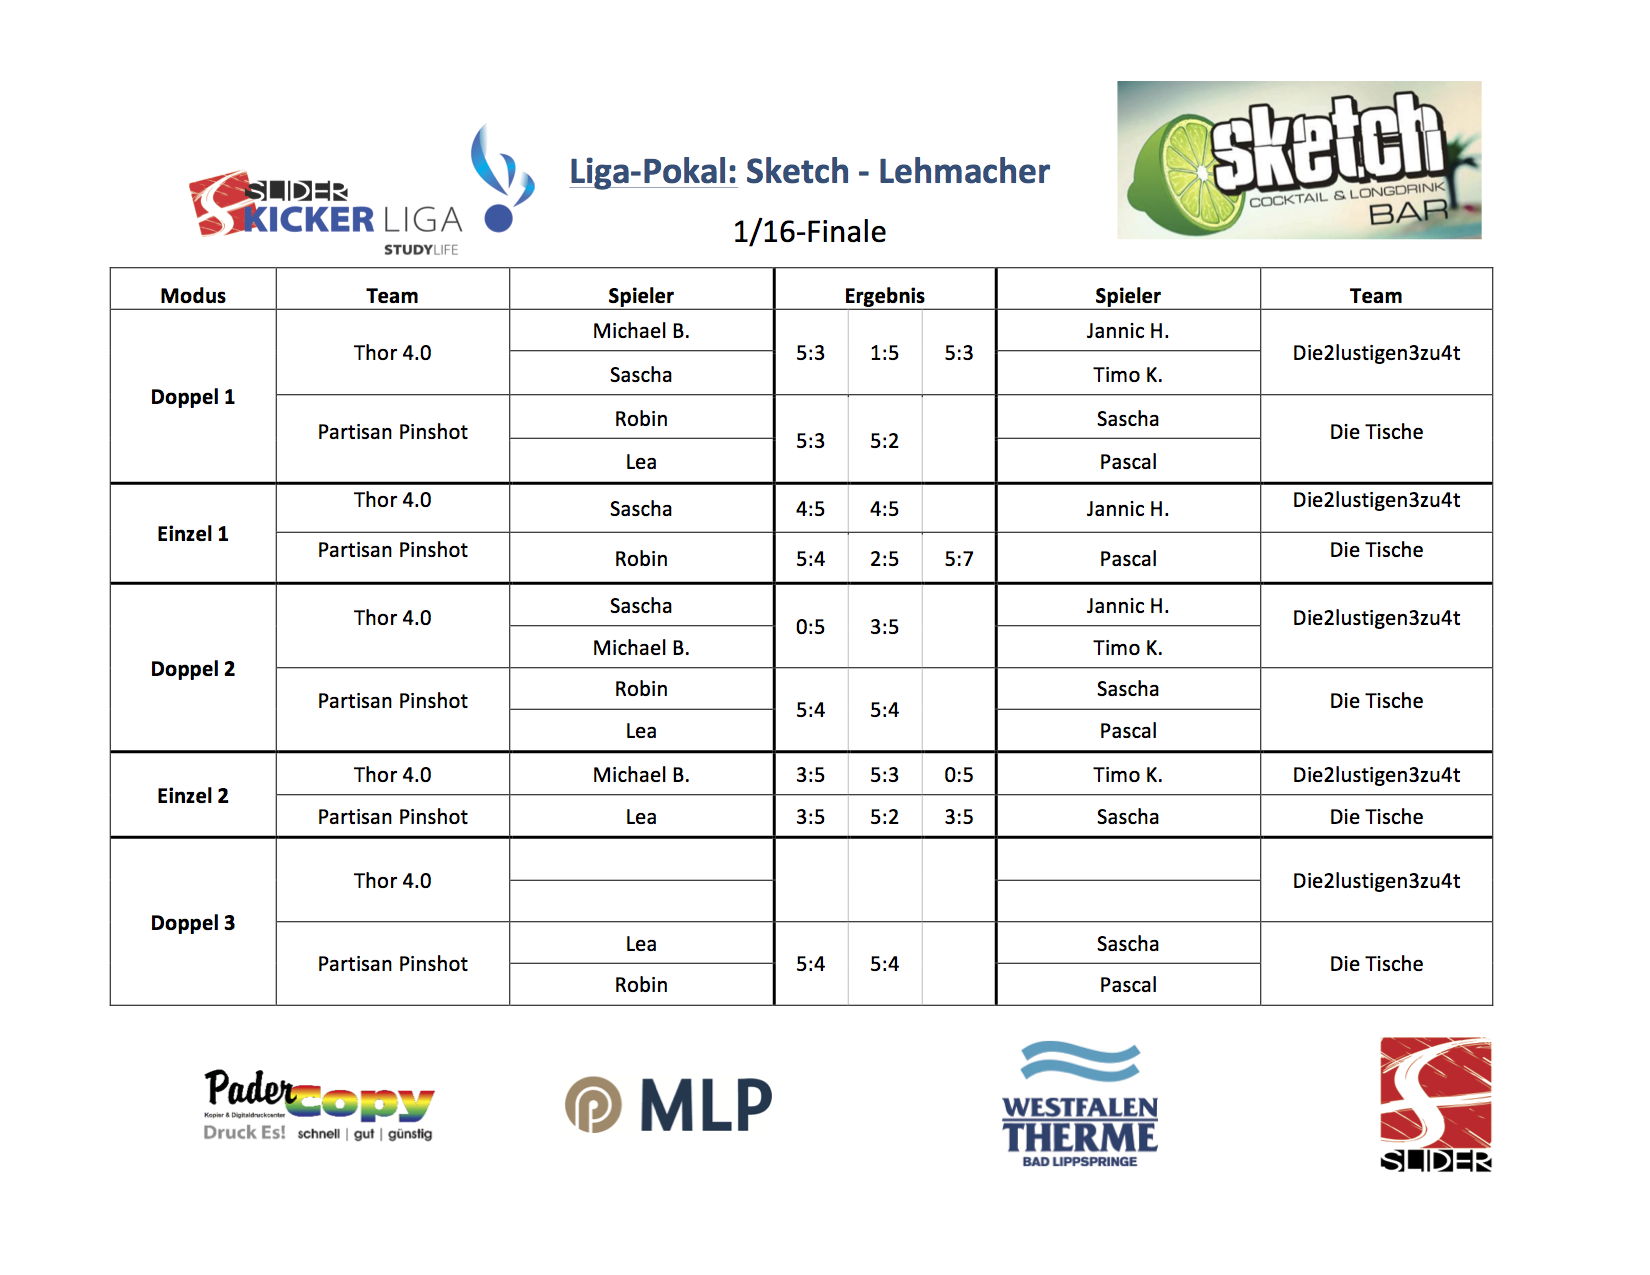 SLIDER
KICKER LIGA
STUDYLIFE
Liga-Pokal: Sketch - Lehmacher
1/16-Finale
sketch
COCKTAIL & LONGDRINK
BAR
Modus Team Spieler Ergebnis Spieler Team
Doppel 1
Thor 4.0 Michael B. 5:3 1:5 5:3 Jannic H. Die2lustigen3zu4t
Sascha Timo K.
Partisan Pinshot Robin 5:3 5:2 Sascha Die Tische
Lea Pascal
Einzel 1
Thor 4.0 Sascha 4:5 4:5 Jannic H. Die2lustigen3zu4t
Partisan Pinshot Robin 5:4 2:5 5:7 Pascal Die Tische
Doppel 2
Thor 4.0 Sascha 0:5 3:5 Jannic H. Die2lustigen3zu4t
Michael B. Timo K.
Partisan Pinshot Robin 5:4 5:4 Sascha Die Tische
Lea Pascal
Einzel 2
Thor 4.0 Michael B. 3:5 5:3 0:5 Timo K. Die2lustigen3zu4t
Partisan Pinshot Lea 3:5 5:2 3:5 Sascha Die Tische
Doppel 3
Thor 4.0 Die2lustigen3zu4t
Partisan Pinshot Lea 5:4 5:4 Sascha Die Tische
Robin Pascal
Pader copy
Kopier & Digitaldruckcenter
Druck Es! schnell | gut | günstig
MLP
WESTFALEN
THERME
BAD LIPPSPRINGE
SLIDER